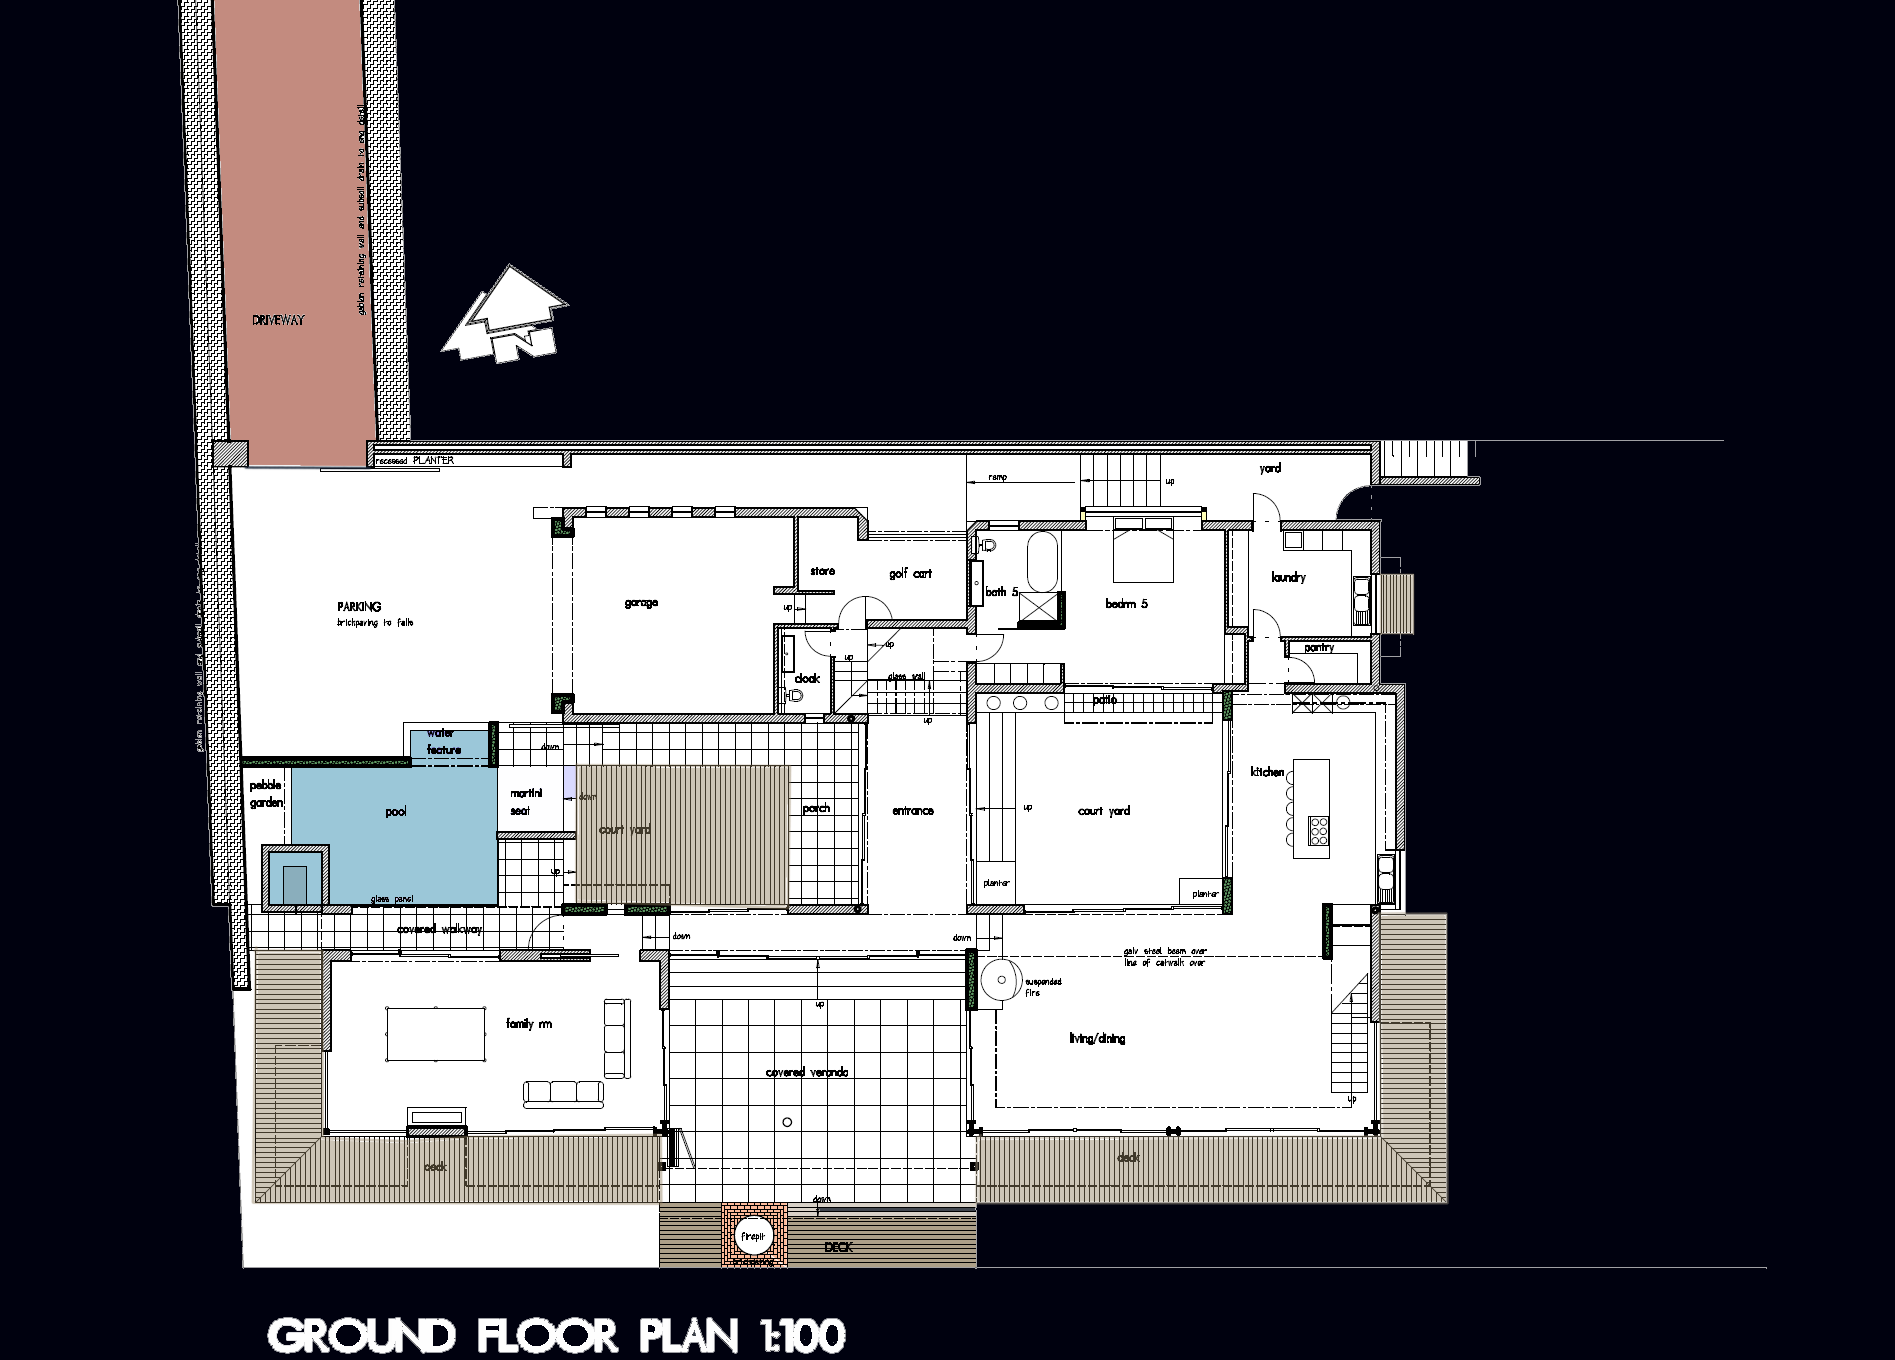 gabion retaining wall and subsoil drain to eng detail
DRIVEWAY
N
recessed PLANTER
yard
ramp
up
store
golf cart
laundry
garage
bath 5
bedrm 5
up
PARKING
brickpaving to falls
up
up
pantry
cloak
glass wall
patio
up
water
feature
down
kitchen
pebble
garden
martini
seat
down
pool
court yard
porch
entrance
up
court yard
up
planter
planter
glass panel
covered walkway
down
down
galv steel beam over
line of catwalk over
suspended
fire
up
family rm
living/dining
covered veranda
up
deck
deck
down
firepit
DECK
GROUND FLOOR PLAN 1:100